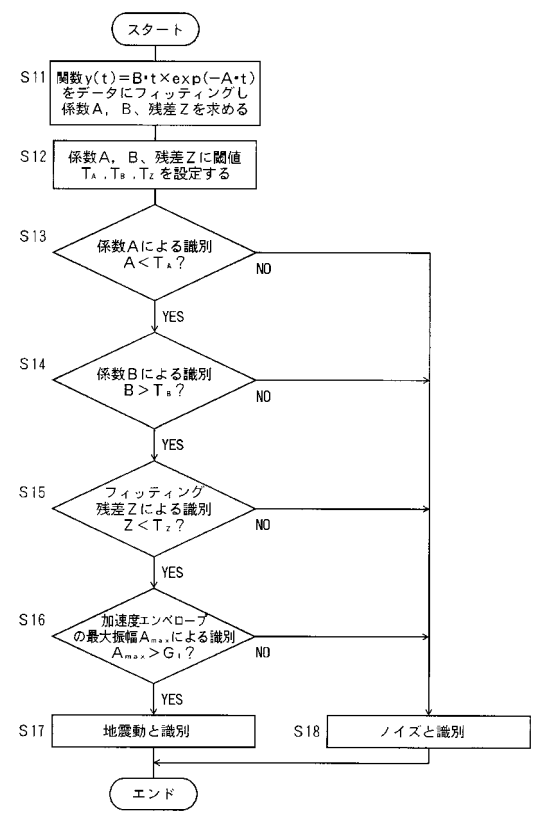 スタート
S11
関数y(t)=B・t×exp(-A・t)
をデータにフィッティングし
係数A, B、残差Zを求める
S12
係数A, B、残差Zに閾値
TA .TB .TZ を設定する
S13
係数Aによる識別
A<TA?
NO
YES
S14
係数Bによる識別
B>TB?
NO
YES
S15
フィッティング
残差Zによる識別
Z<TZ?
NO
YES
S16
加速度エンベロープ
の最大振幅Amaxによる識別
Amax>G1?
NO
YES
S17
地震動と識別
S18
ノイズと識別
エンド